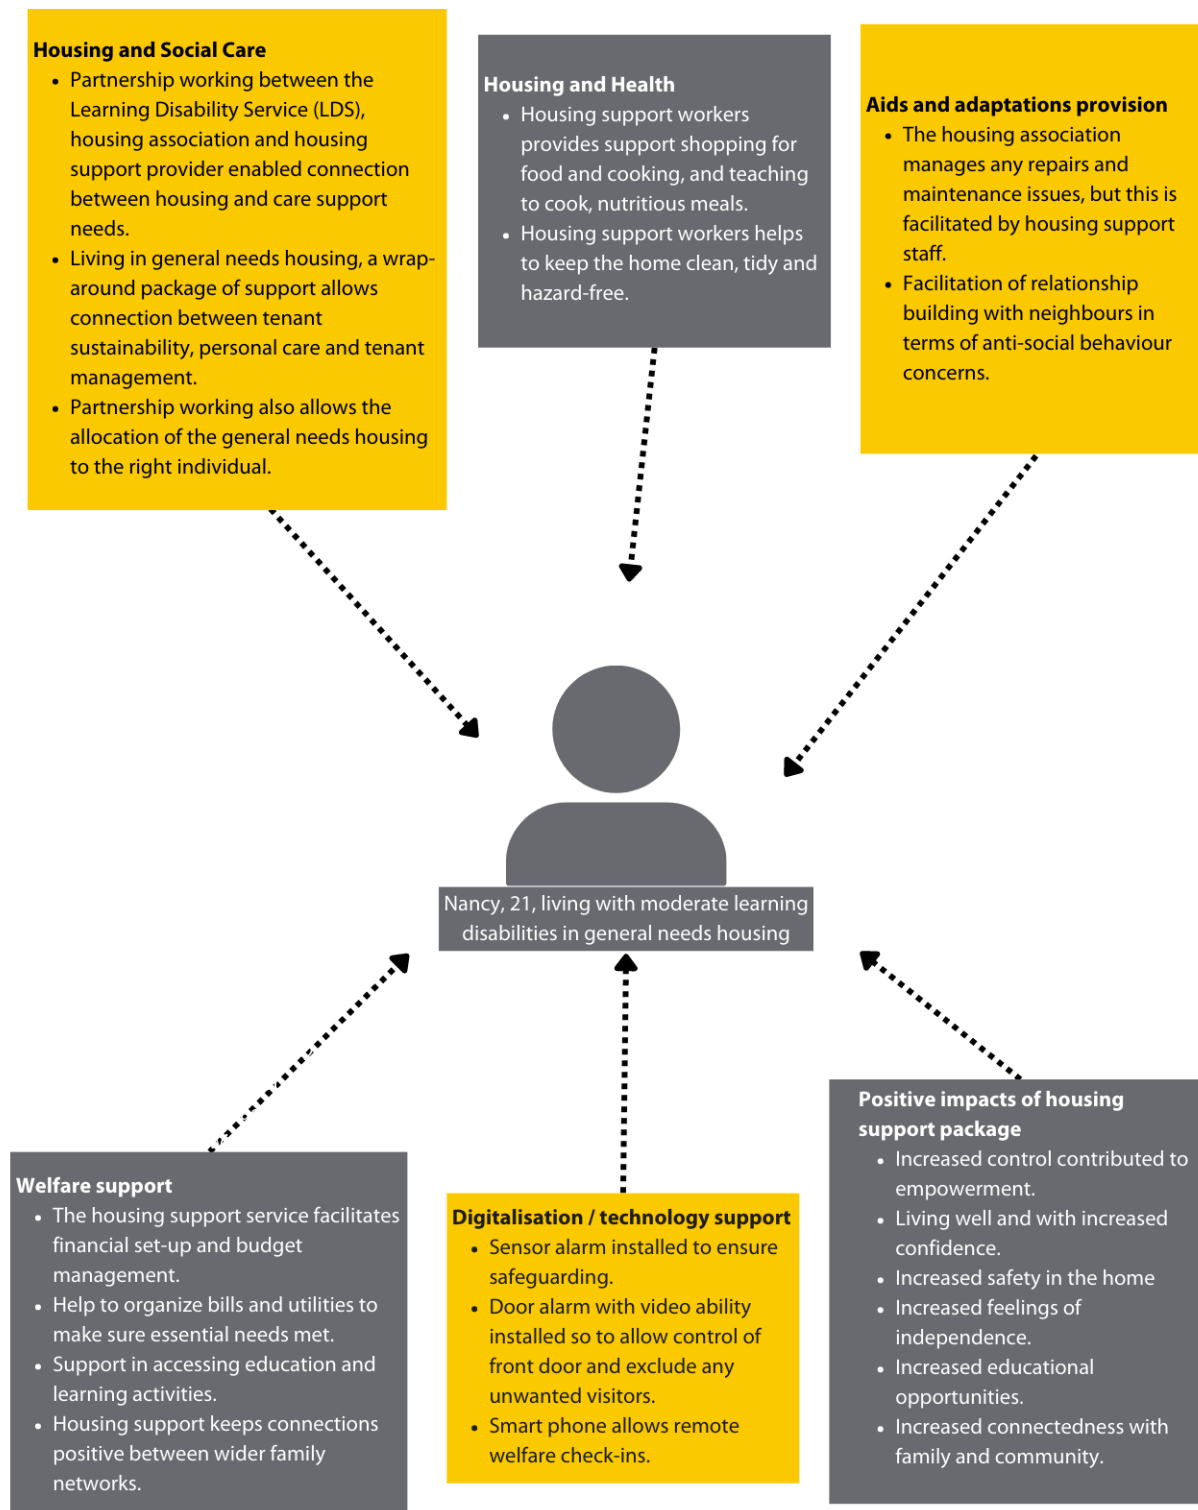 Housing and Social Care
• Partnership working between the
Learning Disability Service (LDS),
housing association and housing
support provider enabled connection
between housing and care support
needs.
• Living in general needs housing, a wrap-
around package of support allows
connection between tenant
sustainability, personal care and tenant
management.
• Partnership working also allows the
allocation of the general needs housing
to the right individual.
Housing and Health
• Housing support workers
provides support shopping for
food and cooking, and teaching
to cook, nutritious meals.
• Housing support workers helps
to keep the home clean, tidy and
hazard-free.
Aids and adaptations provision
• The housing association
manages any repairs and
maintenance issues, but this is
facilitated by housing support
staff.
• Facilitation of relationship
building with neighbours in
terms of anti-social behaviour
concerns.
Nancy, 21, living with moderate learning
disabilities in general needs housing
Welfare support
• The housing support service facilitates
financial set-up and budget
management.
• Help to organize bills and utilities to
make sure essential needs met.
• Support in accessing education and
learning activities.
• Housing support keeps connections
positive between wider family
networks.
Digitalisation / technology support
• Sensor alarm installed to ensure
safeguarding.
• Door alarm with video ability
installed so to allow control of
front door and exclude any
unwanted visitors.
• Smart phone allows remote
welfare check-ins.
Positive impacts of housing
support package
• Increased control contributed to
empowerment.
• Living well and with increased
confidence.
• Increased safety in the home
• Increased feelings of
independence.
• Increased educational
opportunities.
• Increased connectedness with
family and community.